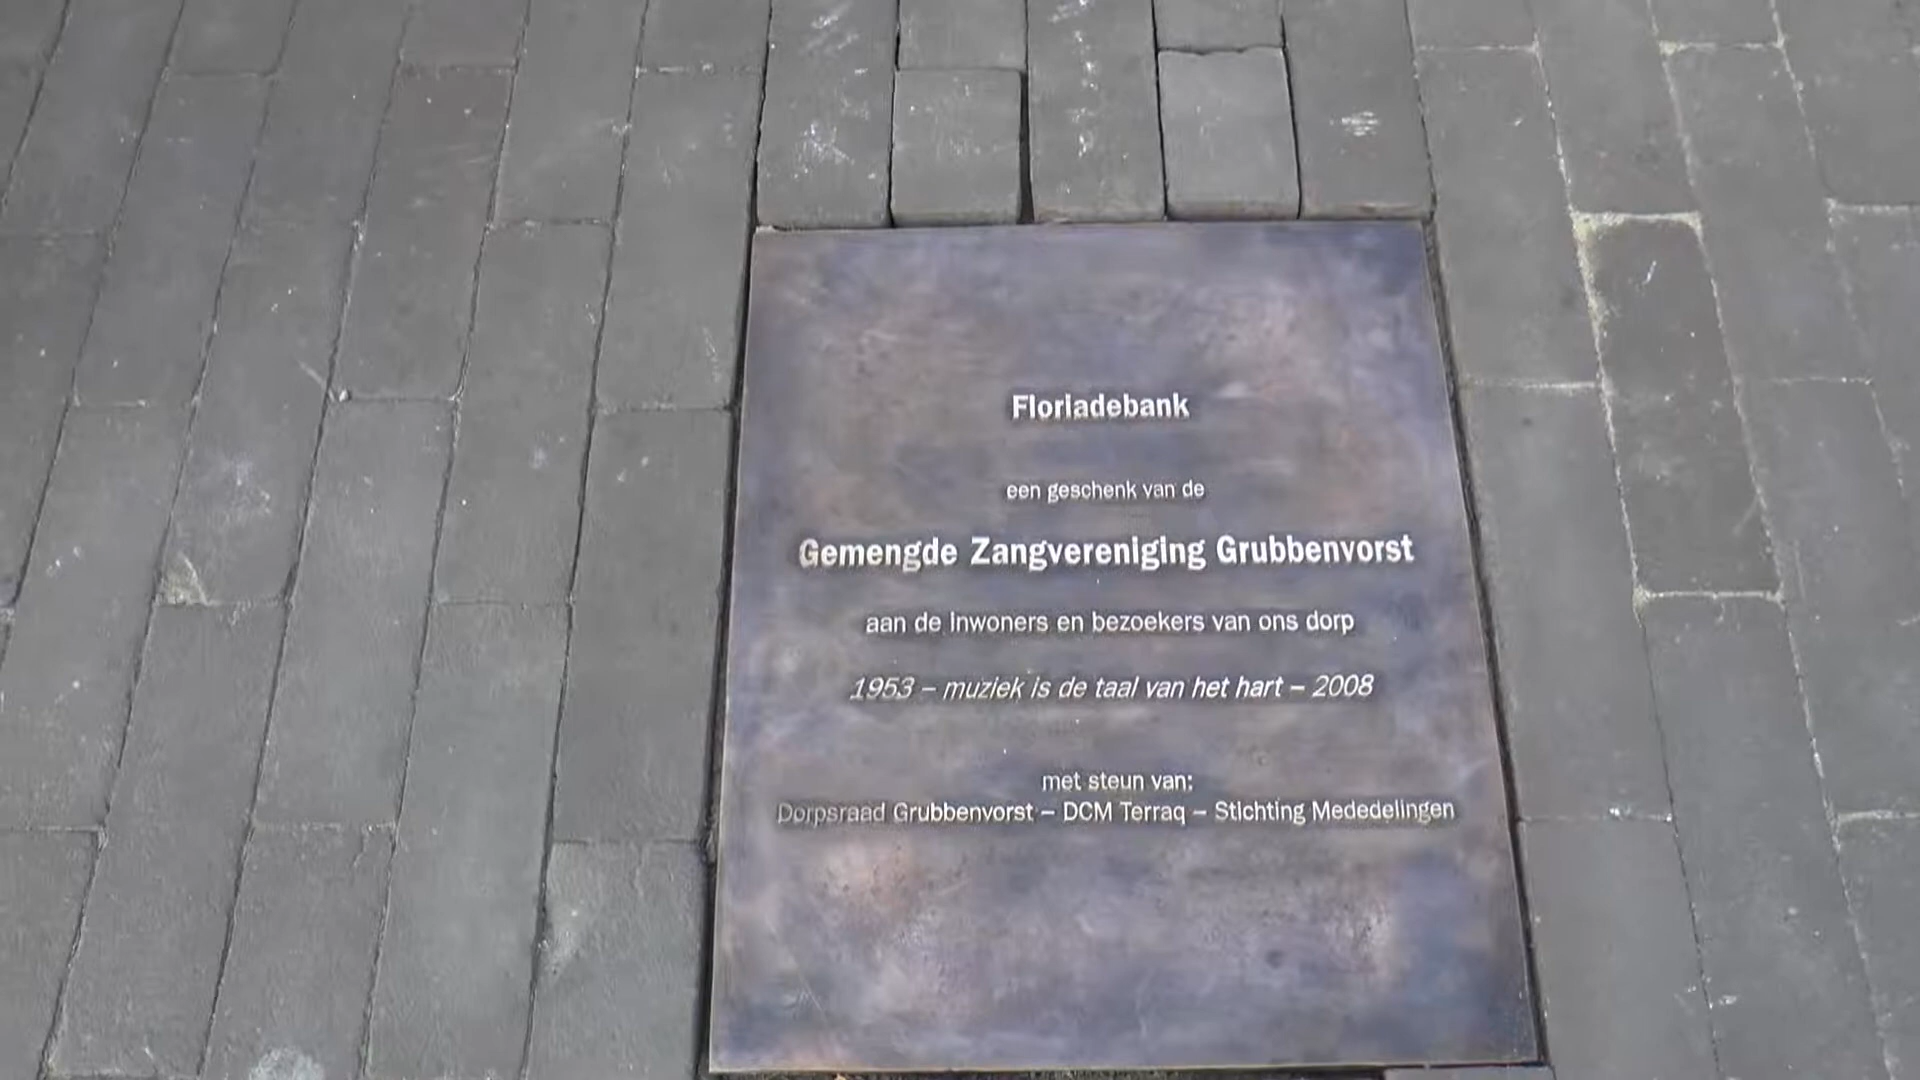 Floriadebank
een geschenk van de
Gemengde Zangvereniging Grubbenvorst
aan de inwoners en bezoekers van ons dorp
1953 – muziek is de taal van het hart – 2008
met steun van:
Dorpsraad Grubbenvorst – DCM Terraq – Stichting Mededelingen